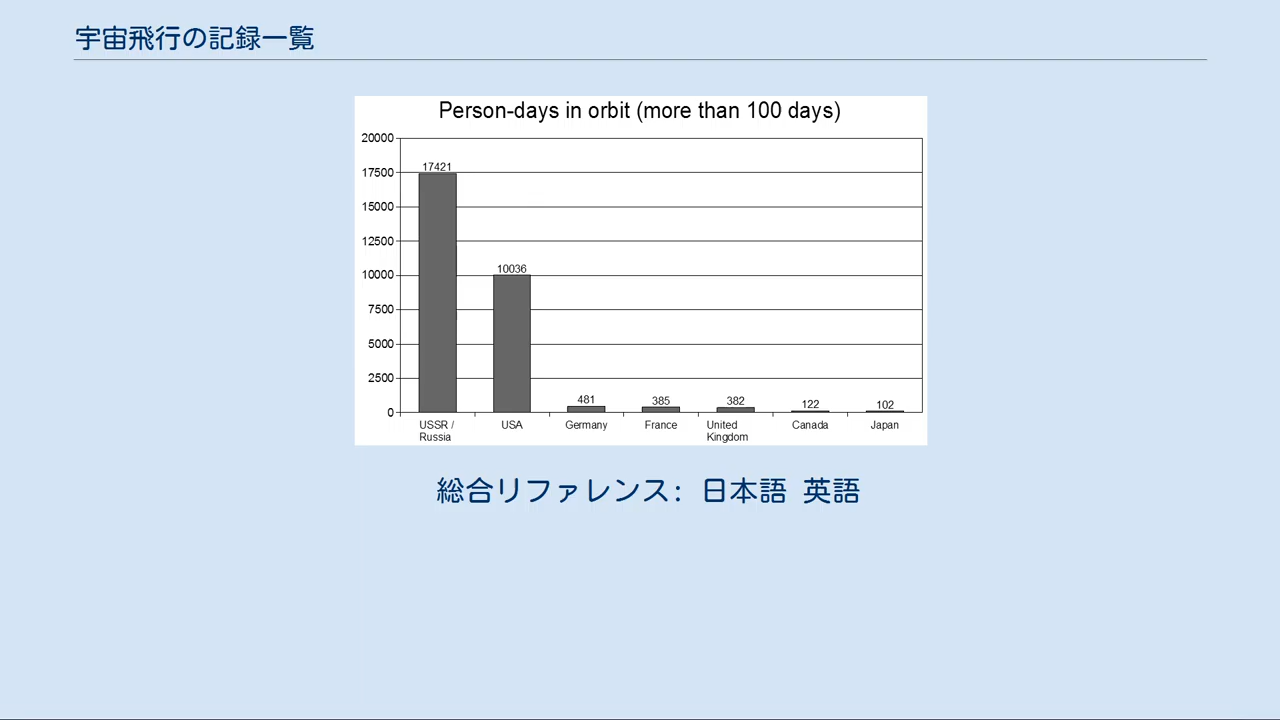 宇宙飛行の記録一覧
Person-days in orbit (more than 100 days)
20000
17500
15000
12500
10000
7500
5000
2500
0
17421
10036
481
385
382
122
102
USSR /
Russia
USA
Germany
France
United
Kingdom
Canada
Japan
総合リファレンス: 日本語 英語